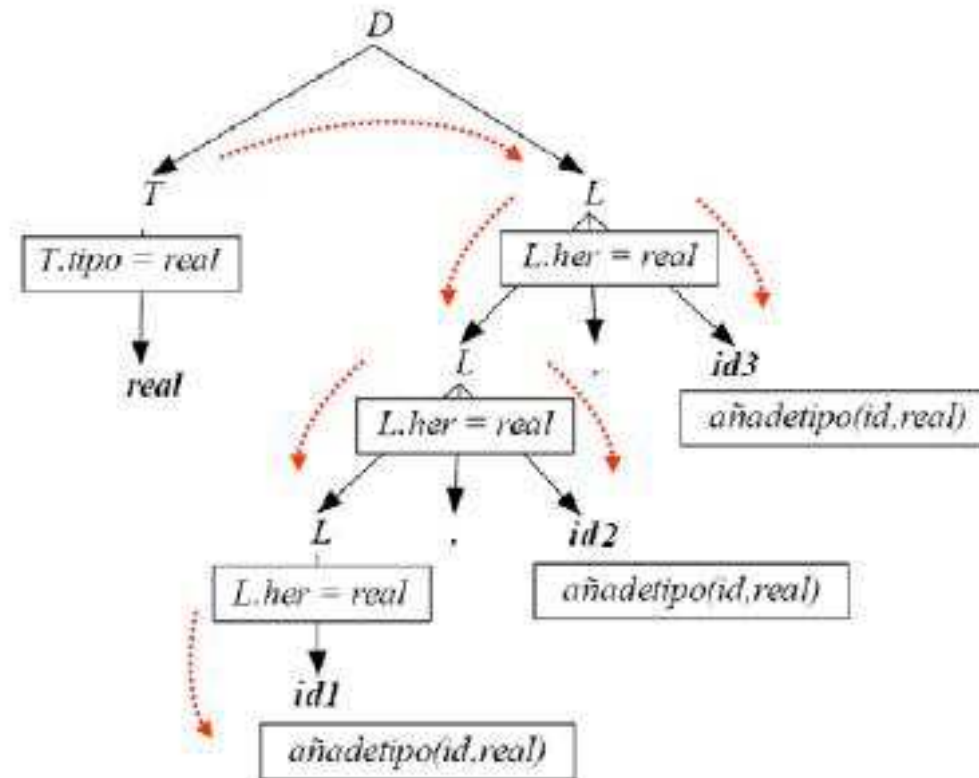 D
T
L
T.tipo = real
L.her = real
real
L
,
id3
L.her = real
añadetipo(id,real)
L
,
id2
L.her = real
añadetipo(id,real)
id1
añadetipo(id,real)